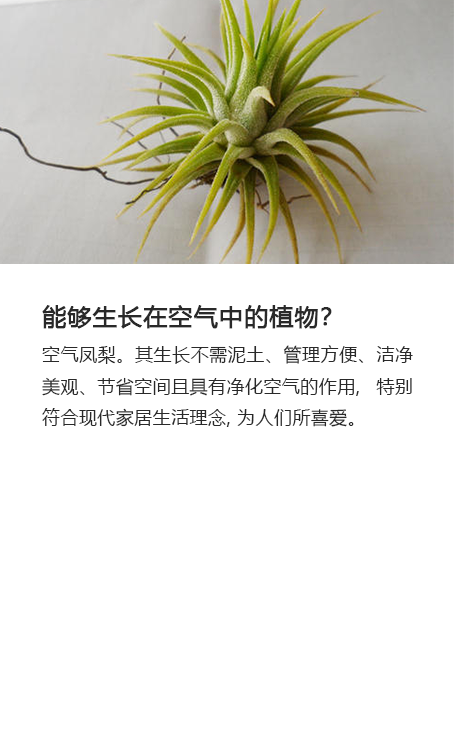 能够生长在空气中的植物？
空气凤梨。其生长不需泥土、管理方便、洁净
美观、节省空间且具有净化空气的作用， 特别
符合现代家居生活理念, 为人们所喜爱。